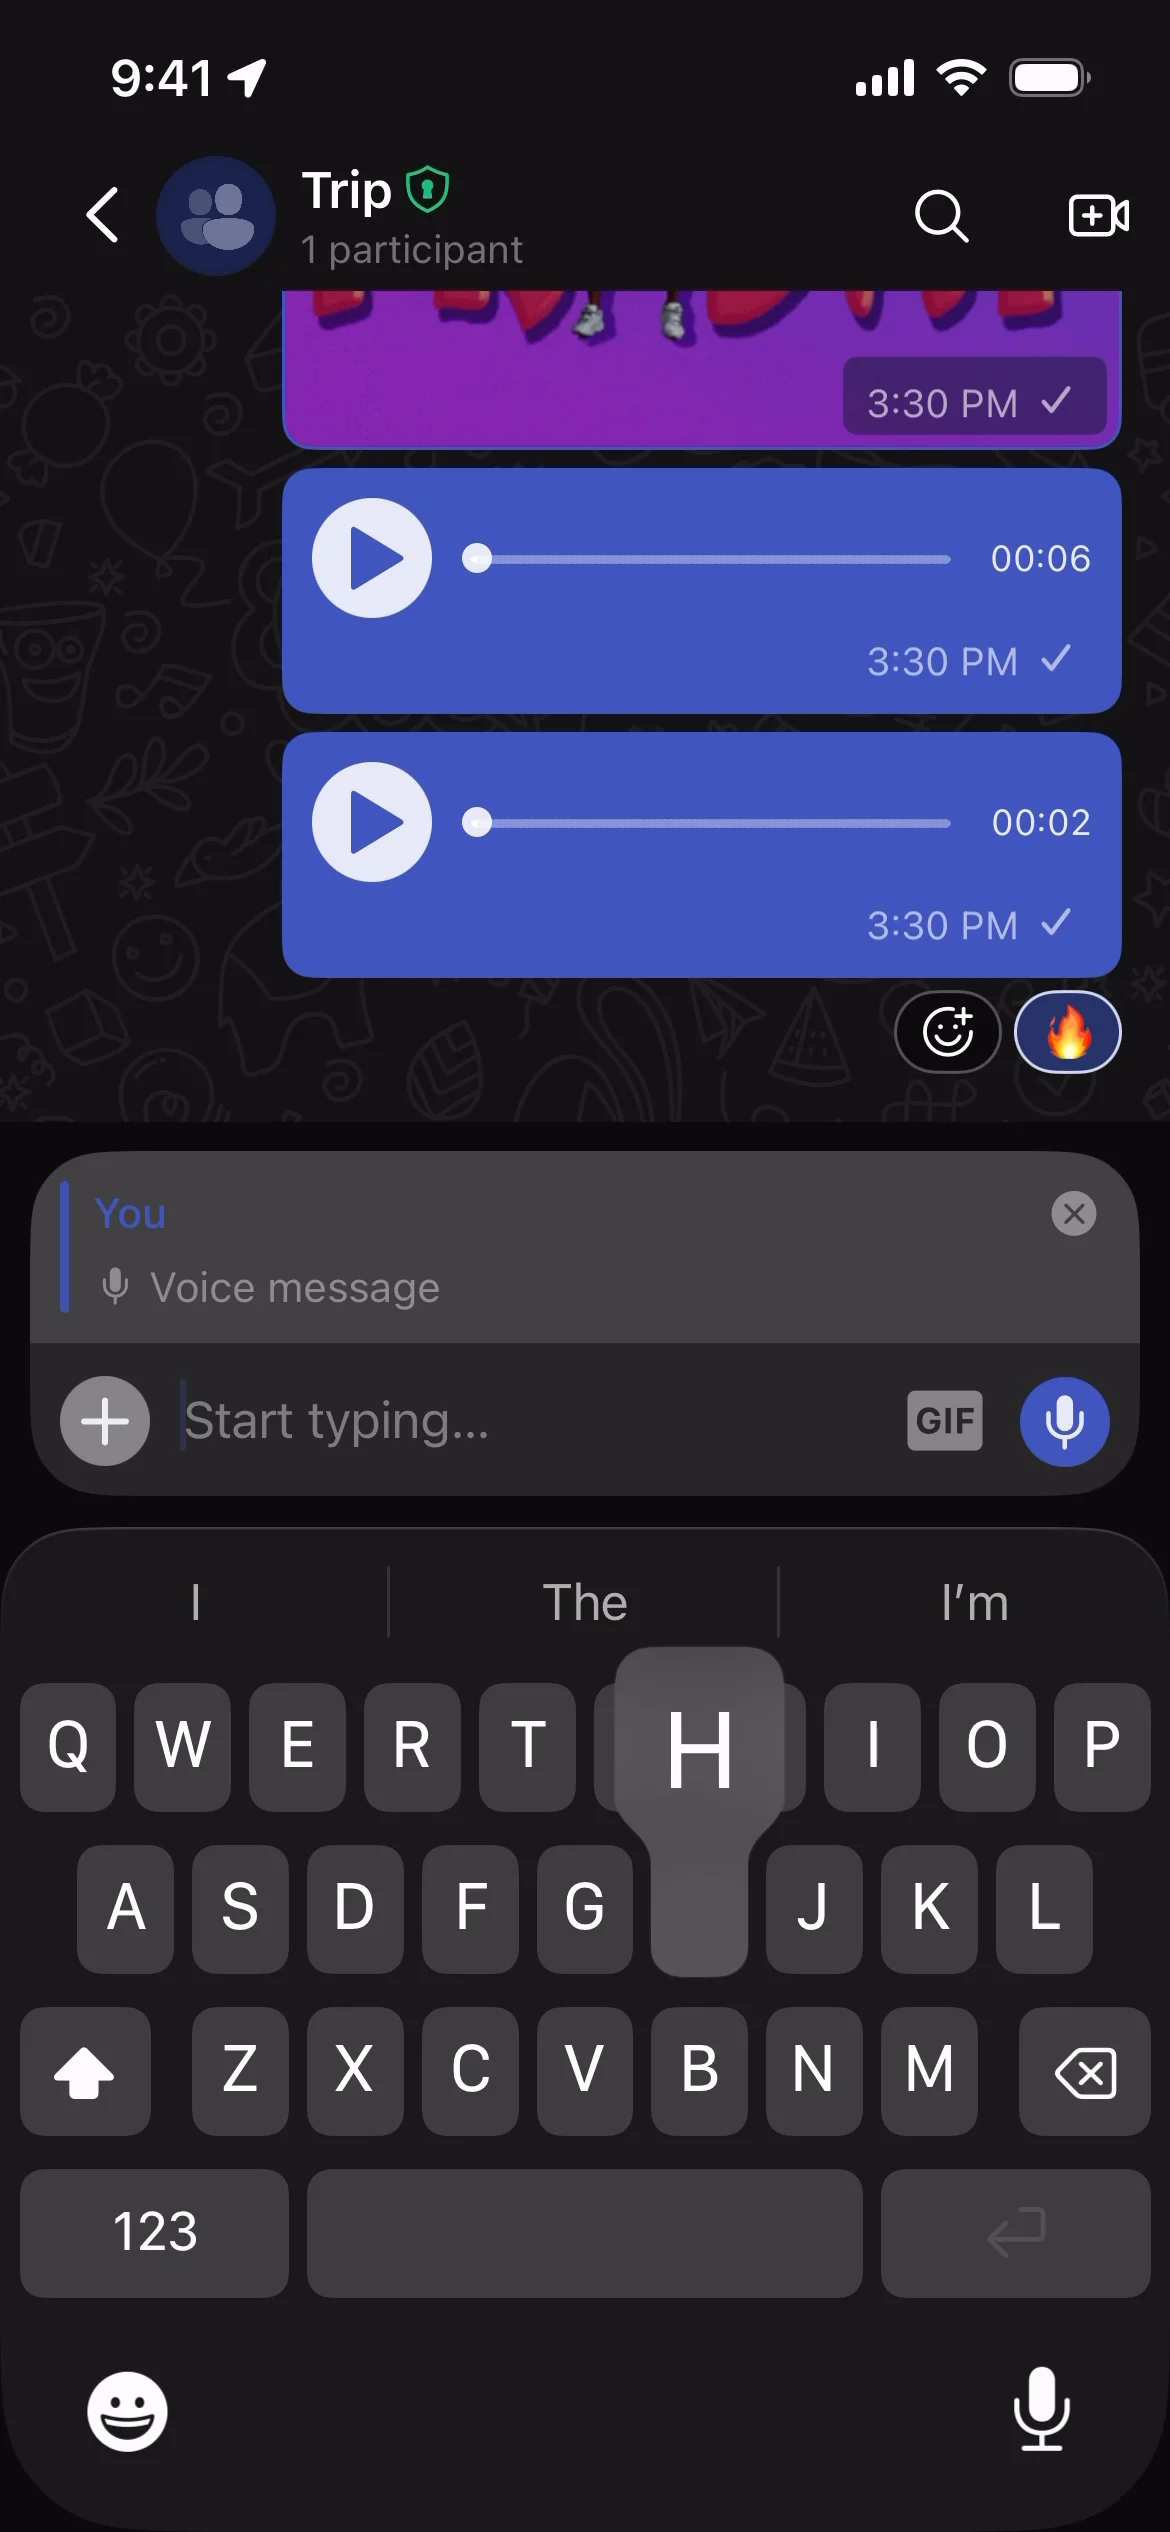 9:41
Trip
1 participant
3:30 PM
00:06
3:30 PM
00:02
3:30 PM
You
Voice message
Start typing...
GIF
I The I'm
Q W E R T H I O P
A S D F G J K L
Z X C V B N M
123